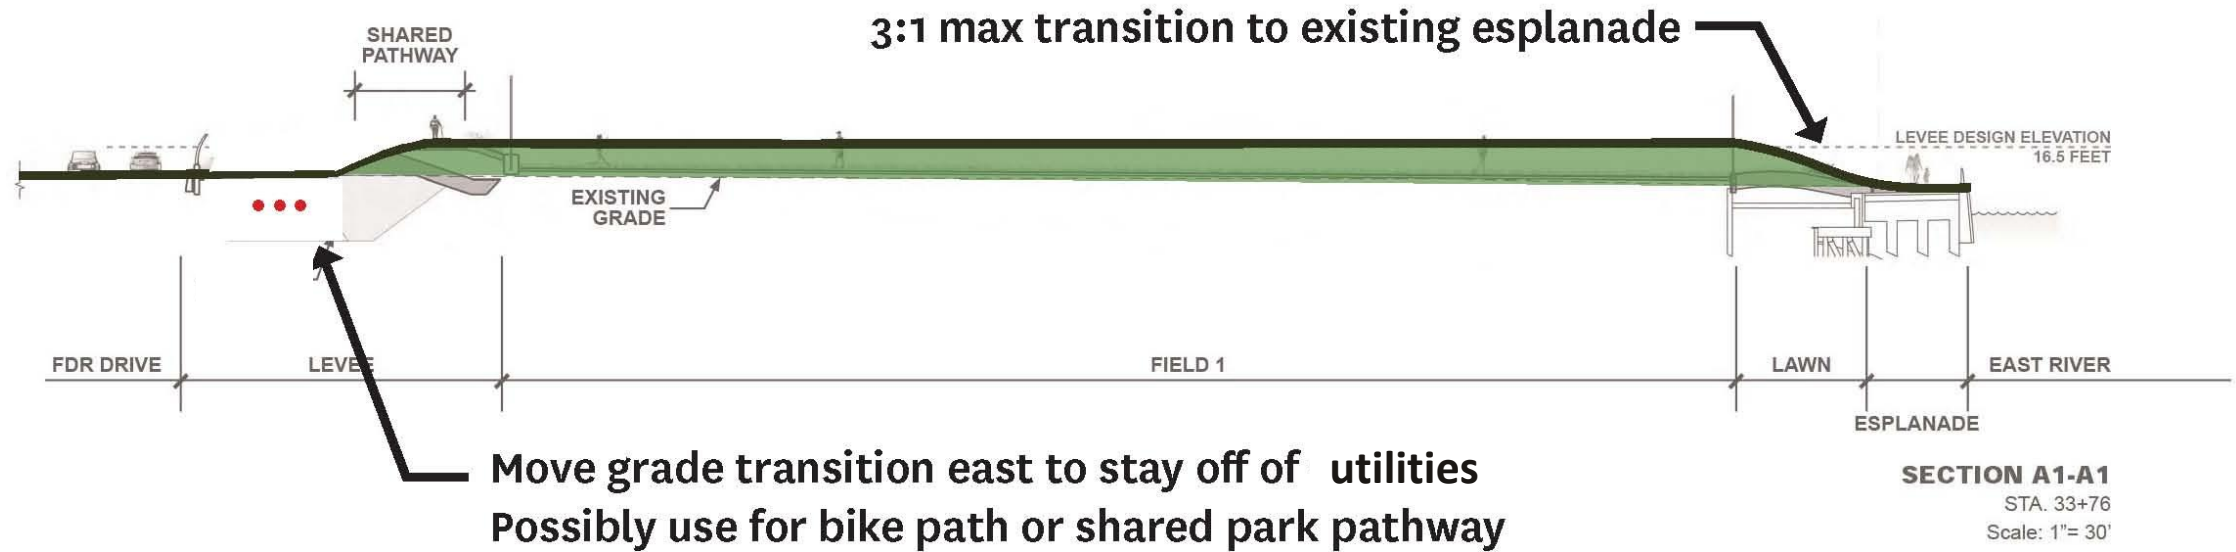 3:1 max transition to existing esplanade
SHARED
PATHWAY
LEVEE DESIGN ELEVATION
16.5 FEET
EXISTING
GRADE
FDR DRIVE
LEVEE
FIELD 1
LAWN
EAST RIVER
ESPLANADE
Move grade transition east to stay off of utilities
Possibly use for bike path or shared park pathway
SECTION A1-A1
STA. 33+76
Scale: 1"= 30'